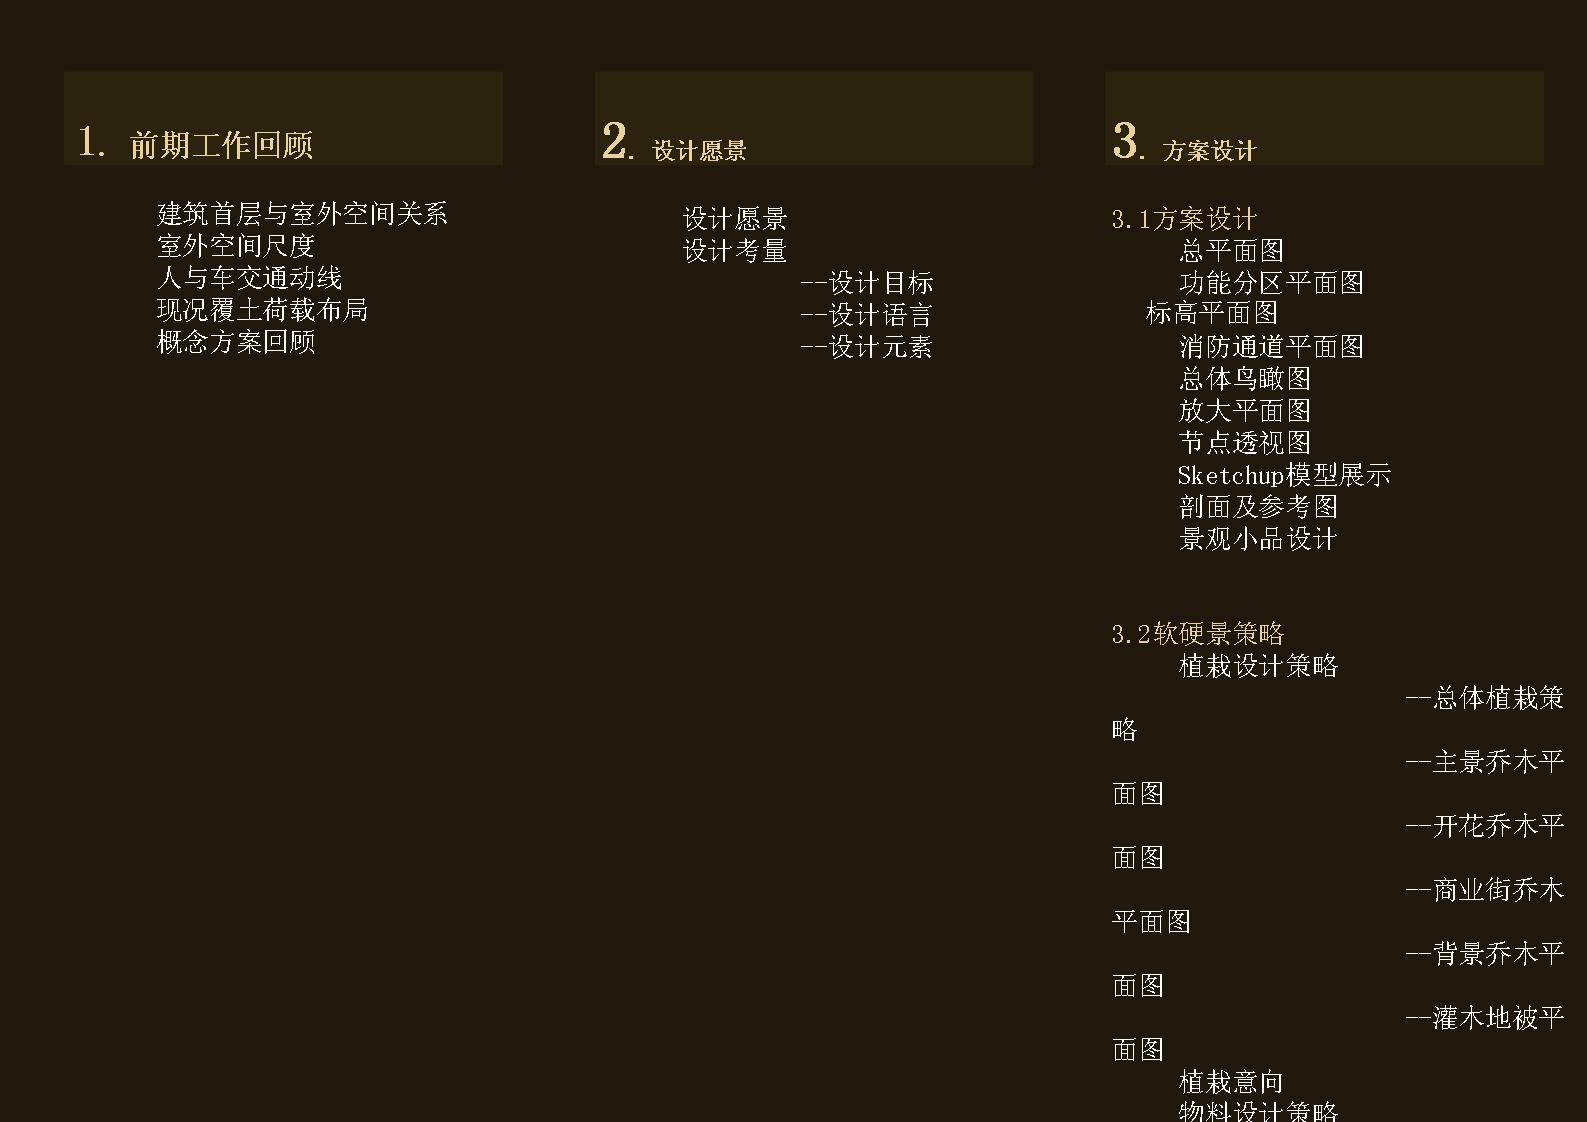 1. 前期工作回顾
建筑首层与室外空间关系
室外空间尺度
人与车交通动线
现况覆土荷载布局
概念方案回顾
2. 设计愿景
设计愿景
设计考量
--设计目标
--设计语言
--设计元素
3. 方案设计
3.1方案设计
总平面图
功能分区平面图
标高平面图
消防通道平面图
总体鸟瞰图
放大平面图
节点透视图
Sketchup模型展示
剖面及参考图
景观小品设计
3.2软硬景策略
植栽设计策略
--总体植栽策
略
--主景乔木平
面图
--开花乔木平
面图
--商业街乔木
平面图
--背景乔木平
面图
--灌木地被平
面图
植栽意向
物料设计策略